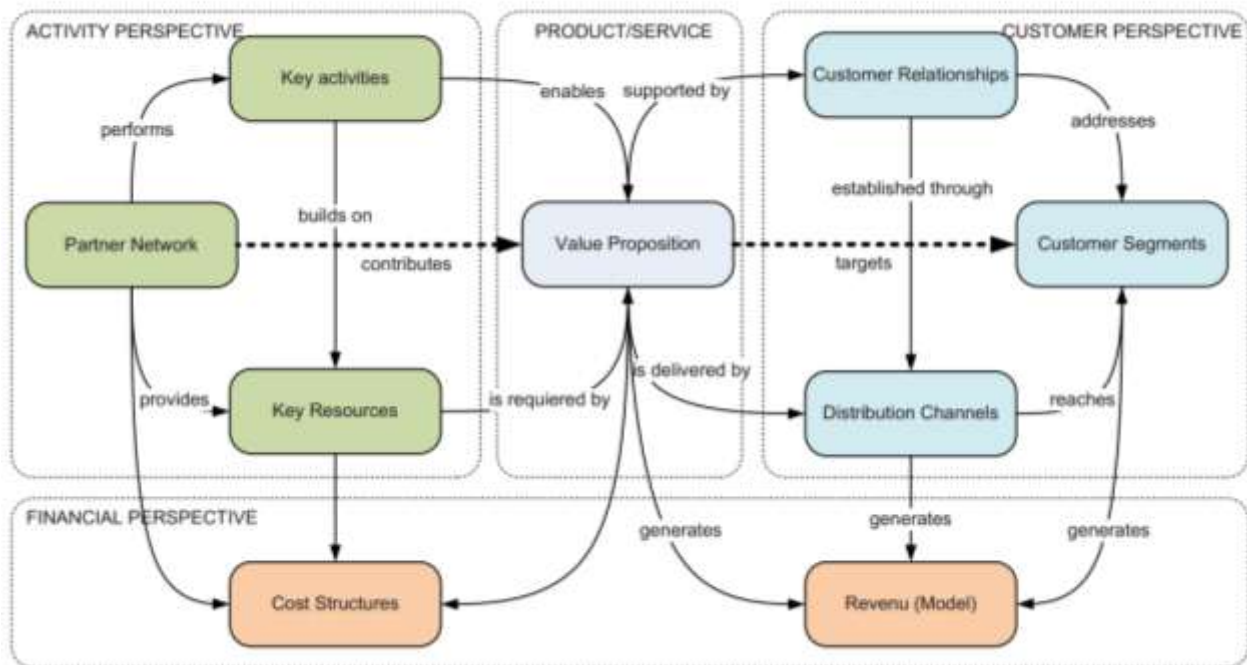 ACTIVITY PERSPECTIVE
PRODUCT/SERVICE
CUSTOMER PERSPECTIVE
Key activities
enables
supported by
Customer Relationships
performs
addresses
builds on
established through
Partner Network
contributes
Value Proposition
targets
Customer Segments
provides
Key Resources
is requiered by
is delivered by
Distribution Channels
reaches
FINANCIAL PERSPECTIVE
generates
generates
generates
Cost Structures
Revenu (Model)